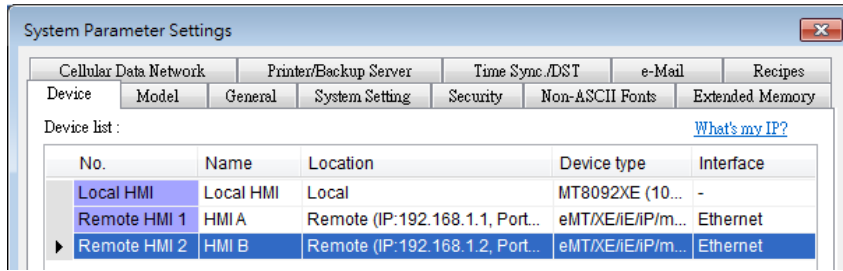 System Parameter Settings
Cellular Data Network Printer/Backup Server Time Sync./DST e-Mail Recipes
Device Model General System Setting Security Non-ASCII Fonts Extended Memory
Device list : What's my IP?
No. Name Location Device type Interface
Local HMI Local HMI Local MT8092XE (10... -
Remote HMI 1 HMI A Remote (IP:192.168.1.1, Port... eMT/XE/iE/iP/m... Ethernet
Remote HMI 2 HMI B Remote (IP:192.168.1.2, Port... eMT/XE/iE/iP/m... Ethernet